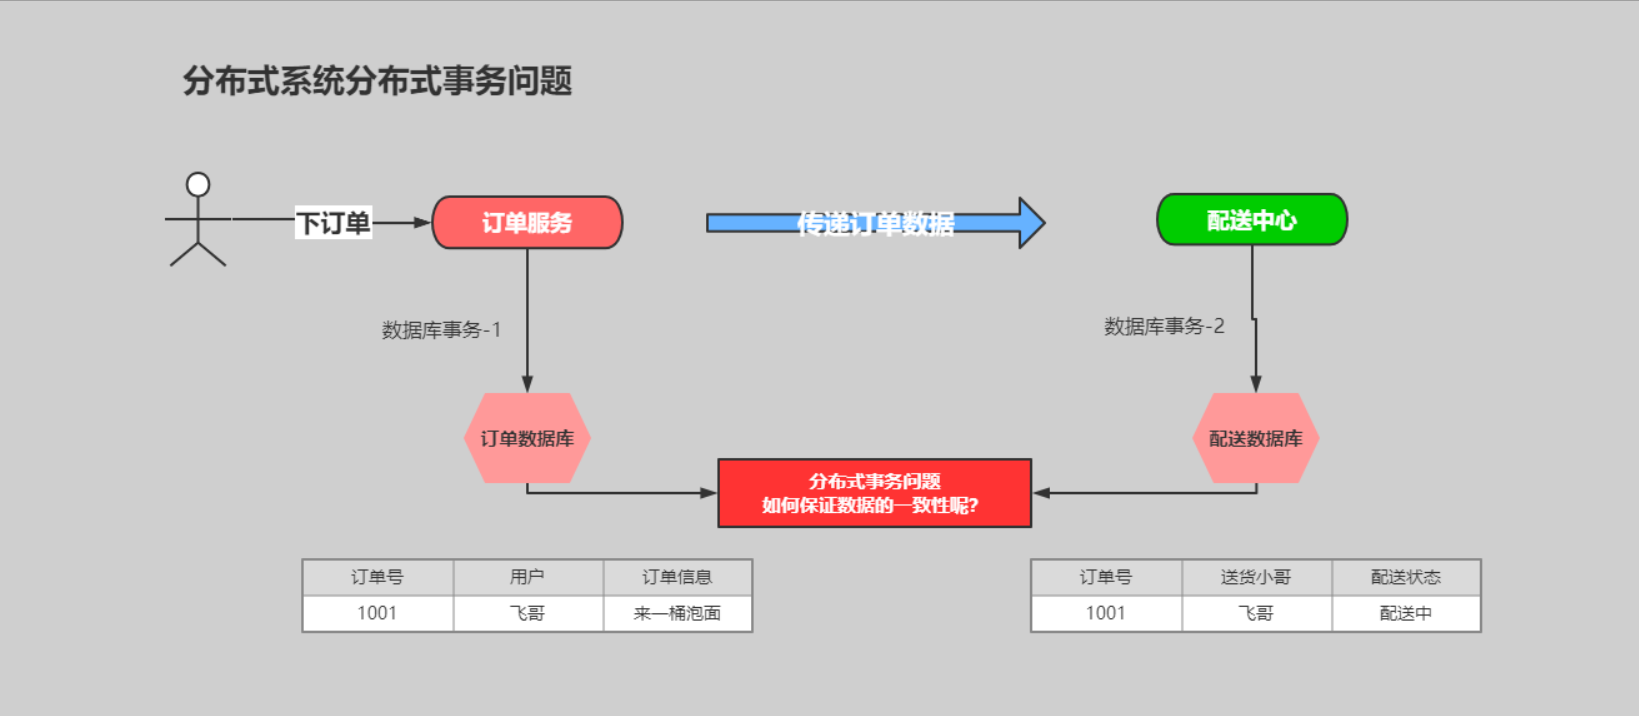 分布式系统分布式事务问题
下订单
订单服务
传递订单数据
配送中心
数据库事务-1
数据库事务-2
订单数据库
配送数据库
分布式事务问题
如何保证数据的一致性呢?
订单号 用户 订单信息
1001 飞哥 来一桶泡面
订单号 送货小哥 配送状态
1001 飞哥 配送中